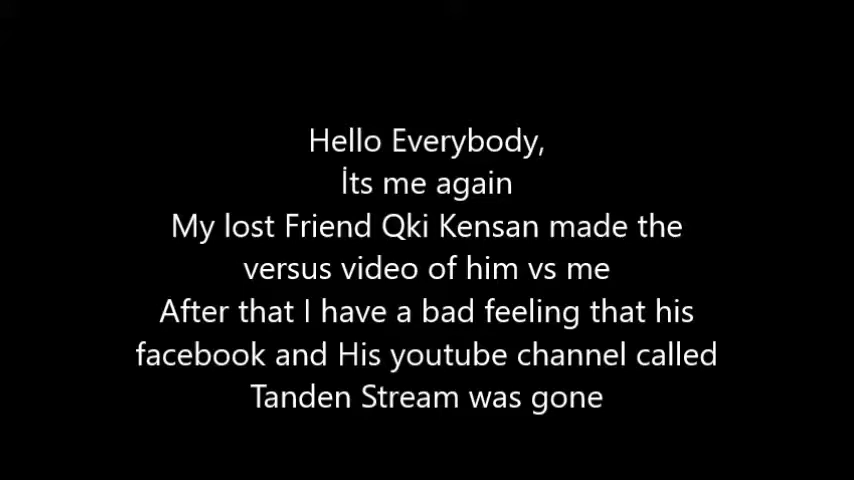 Hello Everybody,
İts me again
My lost Friend Qki Kensan made the
versus video of him vs me
After that I have a bad feeling that his
facebook and His youtube channel called
Tanden Stream was gone